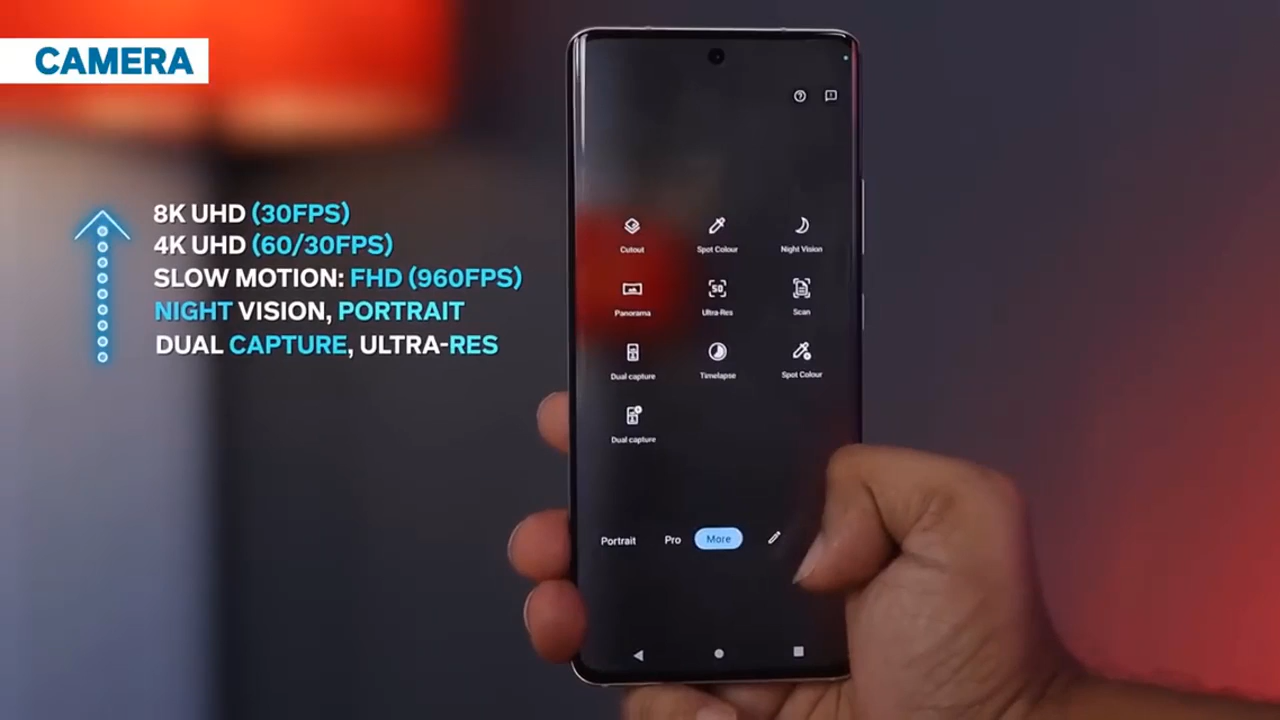 CAMERA
8K UHD (30FPS)
4K UHD (60/30FPS)
SLOW MOTION: FHD (960FPS)
NIGHT VISION, PORTRAIT
DUAL CAPTURE, ULTRA-RES
Cutout Spot Colour Night Vision
50
Panorama Ultra-Res Scan
Dual capture Timelapse Spot Colour
Dual capture
Portrait Pro More